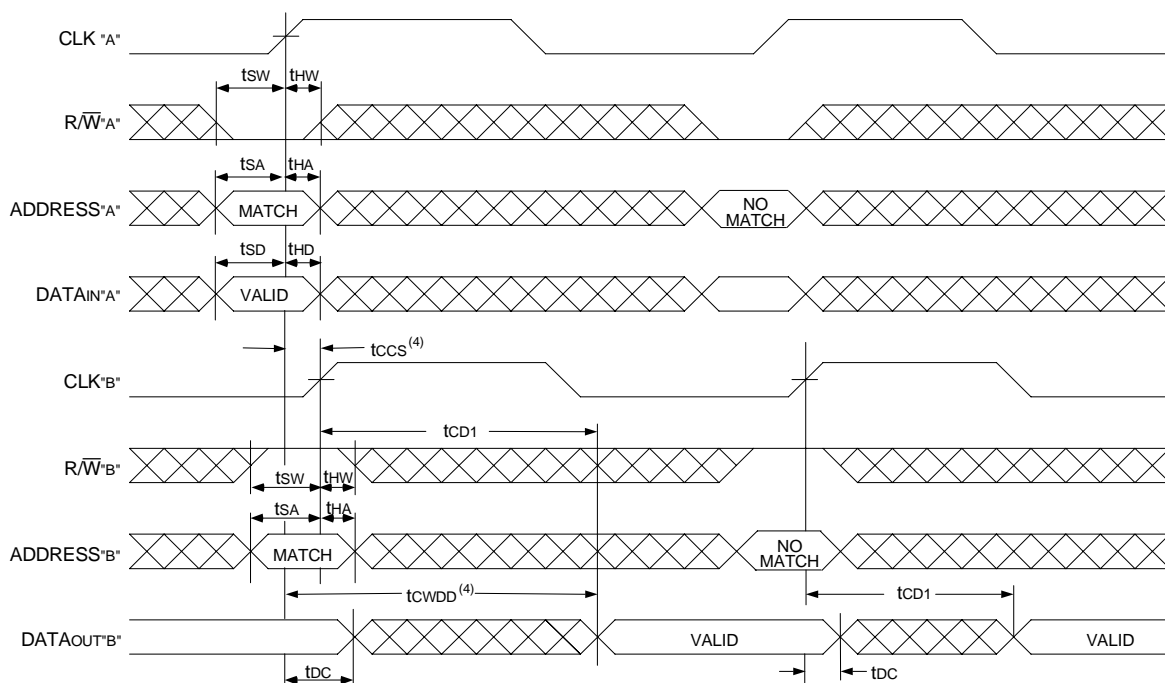 CLK "A"
tSW tHW
R/W̅"A"
tSA tHA
ADDRESS"A" MATCH NO MATCH
tSD tHD
DATAIN"A" VALID
tCCS(4)
CLK"B"
tCD1
R/W̅"B"
tSW tHW
tSA tHA
ADDRESS"B" MATCH NO MATCH
tCWDD(4) tCD1
DATAOUT"B" VALID VALID
tDC tDC